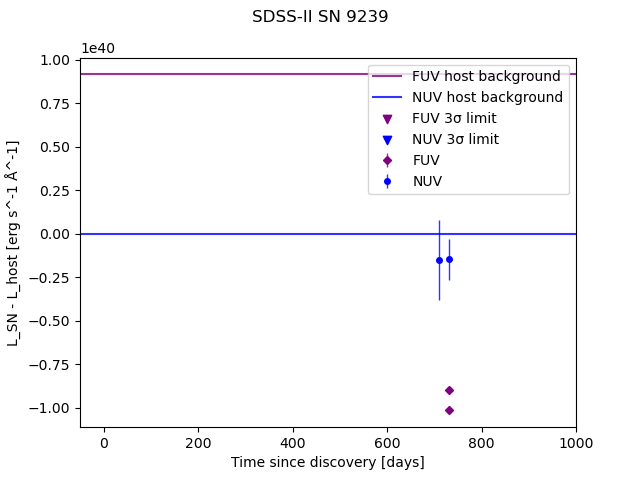 SDSS-II SN 9239
1e40
1.00
0.75
0.50
0.25
0.00
−0.25
−0.50
−0.75
−1.00
L_SN - L_host [erg s^-1 Å^-1]
FUV host background
NUV host background
FUV 3σ limit
NUV 3σ limit
FUV
NUV
0 200 400 600 800 1000
Time since discovery [days]